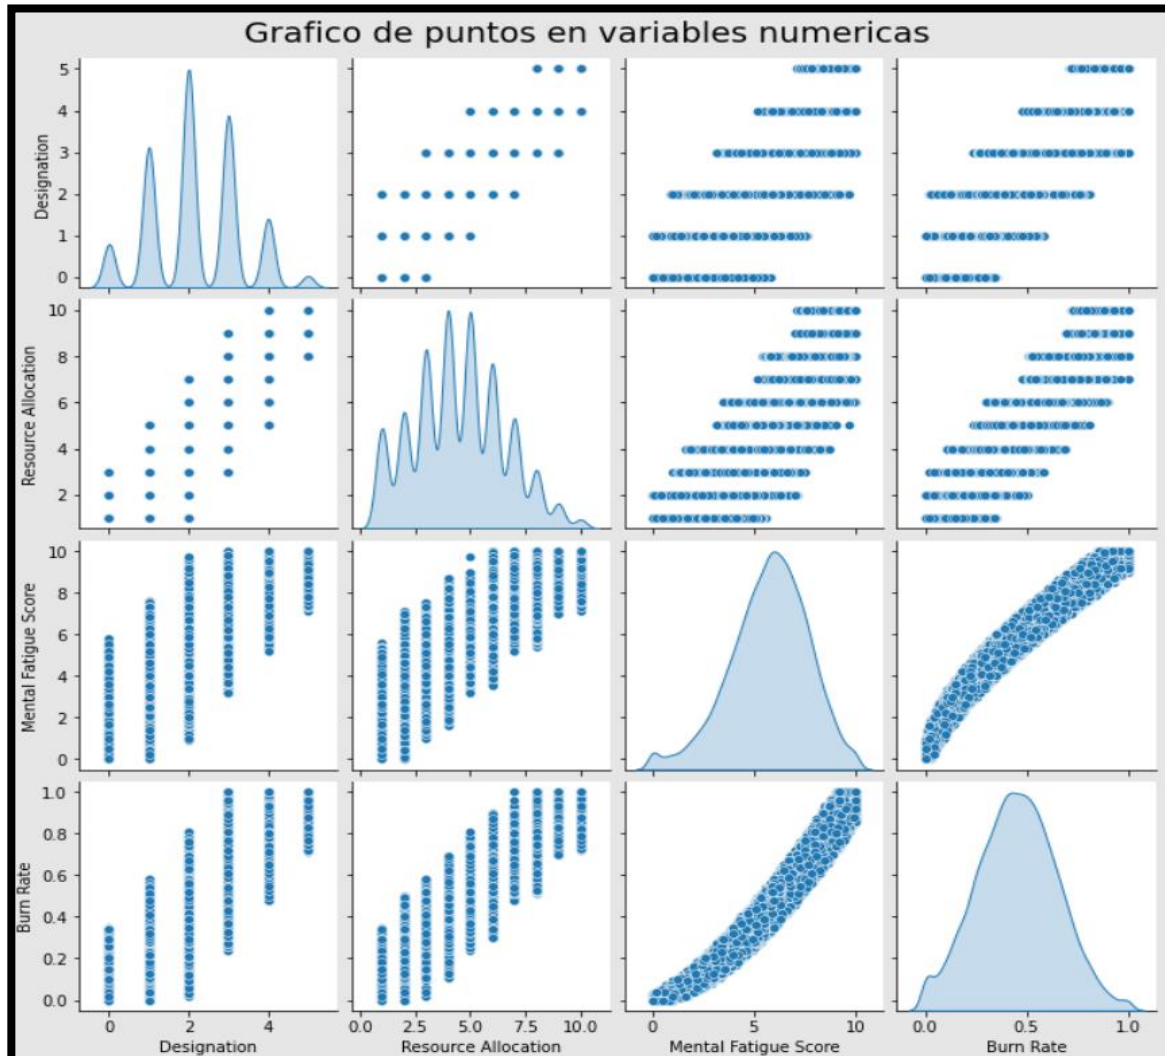 Grafico de puntos en variables numericas
5
4
3
2
1
0
Designation
10
8
6
4
2
Resource Allocation
10
8
6
4
2
0
Mental Fatigue Score
1.0
0.8
0.6
0.4
0.2
0.0
Burn Rate
0 2 4
0.0 2.5 5.0 7.5 10.0
0 5 10
0.0 0.5 1.0
Designation
Resource Allocation
Mental Fatigue Score
Burn Rate